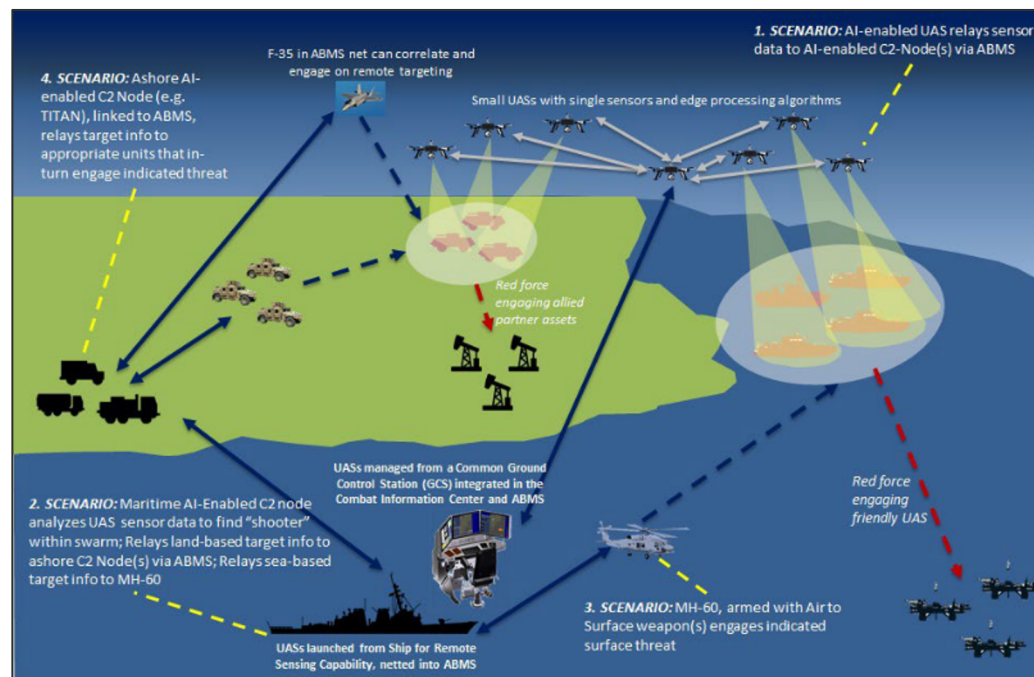 1. SCENARIO: AI-enabled UAS relays sensor
data to AI-enabled C2-Node(s) via ABMS
F-35 in ABMS net can correlate and
engage on remote targeting
4. SCENARIO: Ashore AI-
enabled C2 Node (e.g.
TITAN), linked to ABMS,
relays target info to
appropriate units that in-
turn engage indicated threat
Small UASs with single sensors and edge processing algorithms
Red force
engaging allied
partner assets
UASs managed from a Common Ground
Control Station (GCS) integrated in the
Combat Information Center and ABMS
Red force
engaging
friendly UAS
2. SCENARIO: Maritime AI-Enabled C2 node
analyzes UAS sensor data to find “shooter”
within swarm; Relays land-based target info to
ashore C2 Node(s) via ABMS; Relays sea-based
target info to MH-60
3. SCENARIO: MH-60, armed with Air to
Surface weapon(s) engages indicated
surface threat
UASs launched from Ship for Remote
Sensing Capability, netted into ABMS